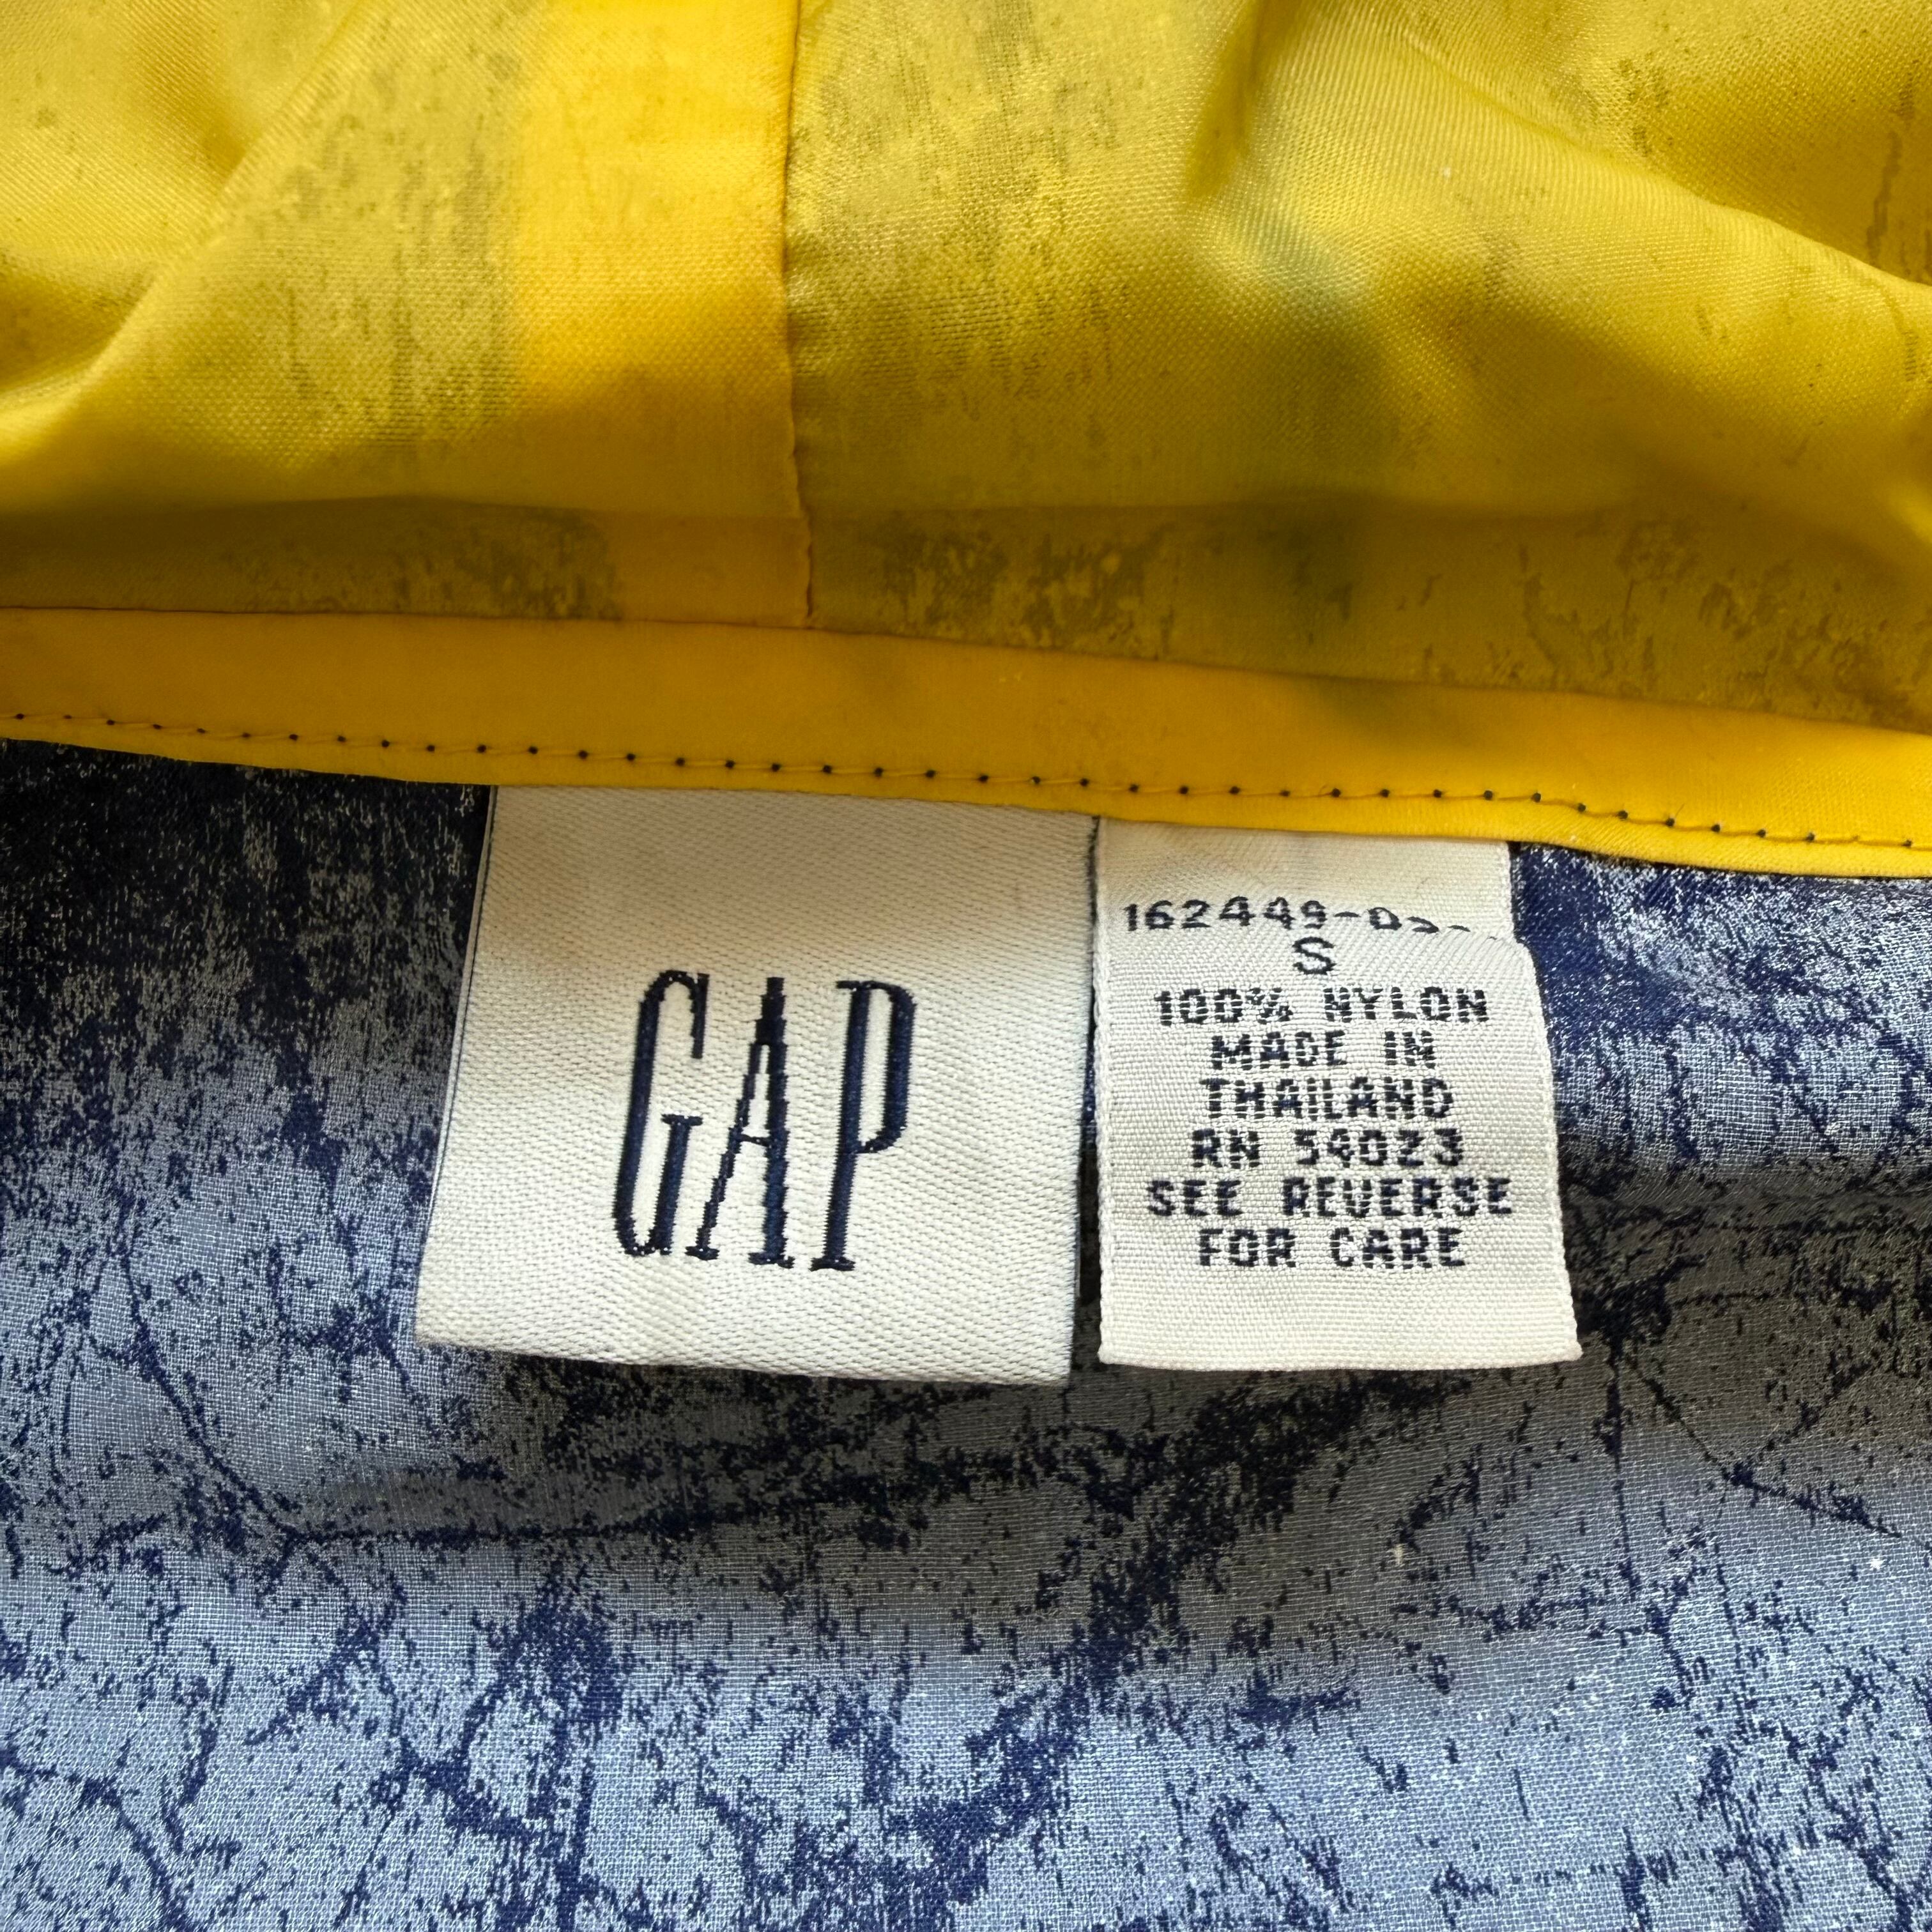 GAP
S
100% NYLON
MADE IN
THAILAND
RN 54023
SEE REVERSE
FOR CARE